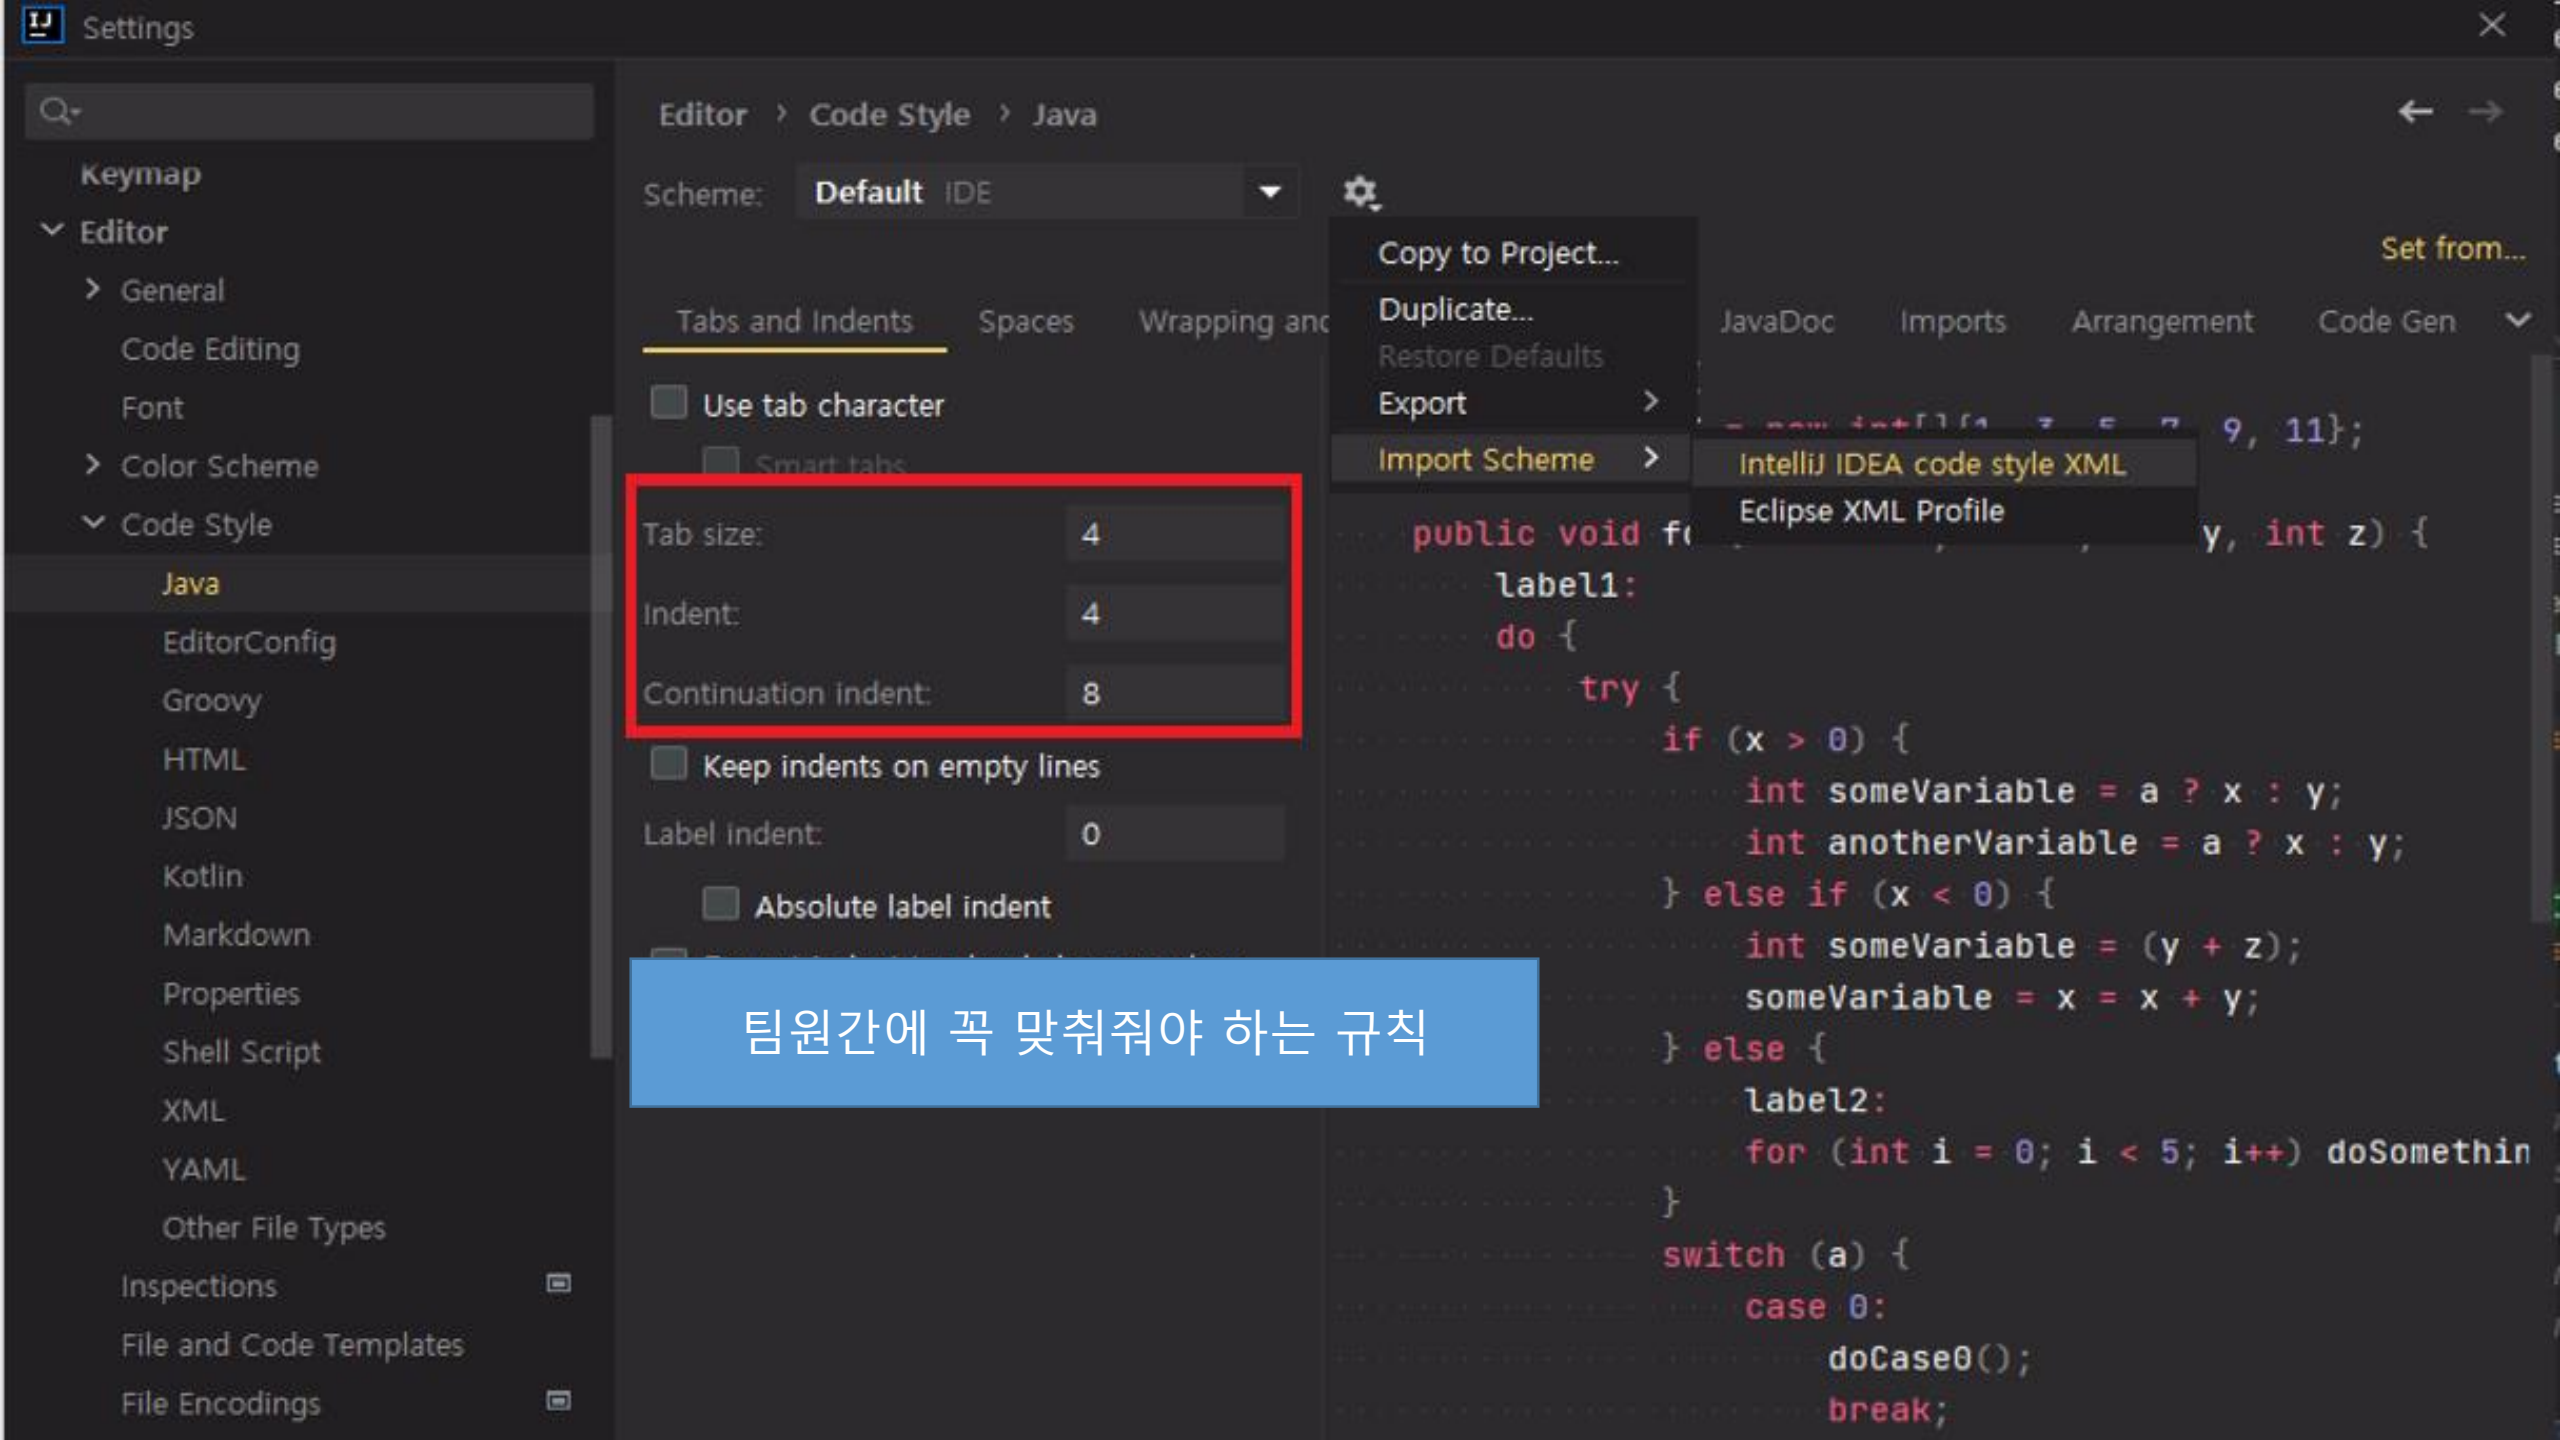 Settings
Keymap
Editor
General
Code Editing
Font
Color Scheme
Code Style
Java
EditorConfig
Groovy
HTML
JSON
Kotlin
Markdown
Properties
Shell Script
XML
YAML
Other File Types
Inspections
File and Code Templates
File Encodings
Editor › Code Style › Java
Scheme: Default IDE
Set from...
Tabs and Indents Spaces Wrapping and JavaDoc Imports Arrangement Code Gen
Use tab character
Smart tabs
Tab size: 4
Indent: 4
Continuation indent: 8
Keep indents on empty lines
Label indent: 0
Absolute label indent
팀원간에 꼭 맞춰줘야 하는 규칙
Copy to Project...
Duplicate...
Restore Defaults
Export
Import Scheme
IntelliJ IDEA code style XML
Eclipse XML Profile
= new int[]{1, 3, 5, 7, 9, 11};
public void y, int z) {
label1:
do {
try {
if (x > 0) {
int someVariable = a ? x : y;
int anotherVariable = a ? x : y;
} else if (x < 0) {
int someVariable = (y + z);
someVariable = x = x + y;
} else {
label2:
for (int i = 0; i < 5; i++) doSomethin
}
switch (a) {
case 0:
doCase0();
break;